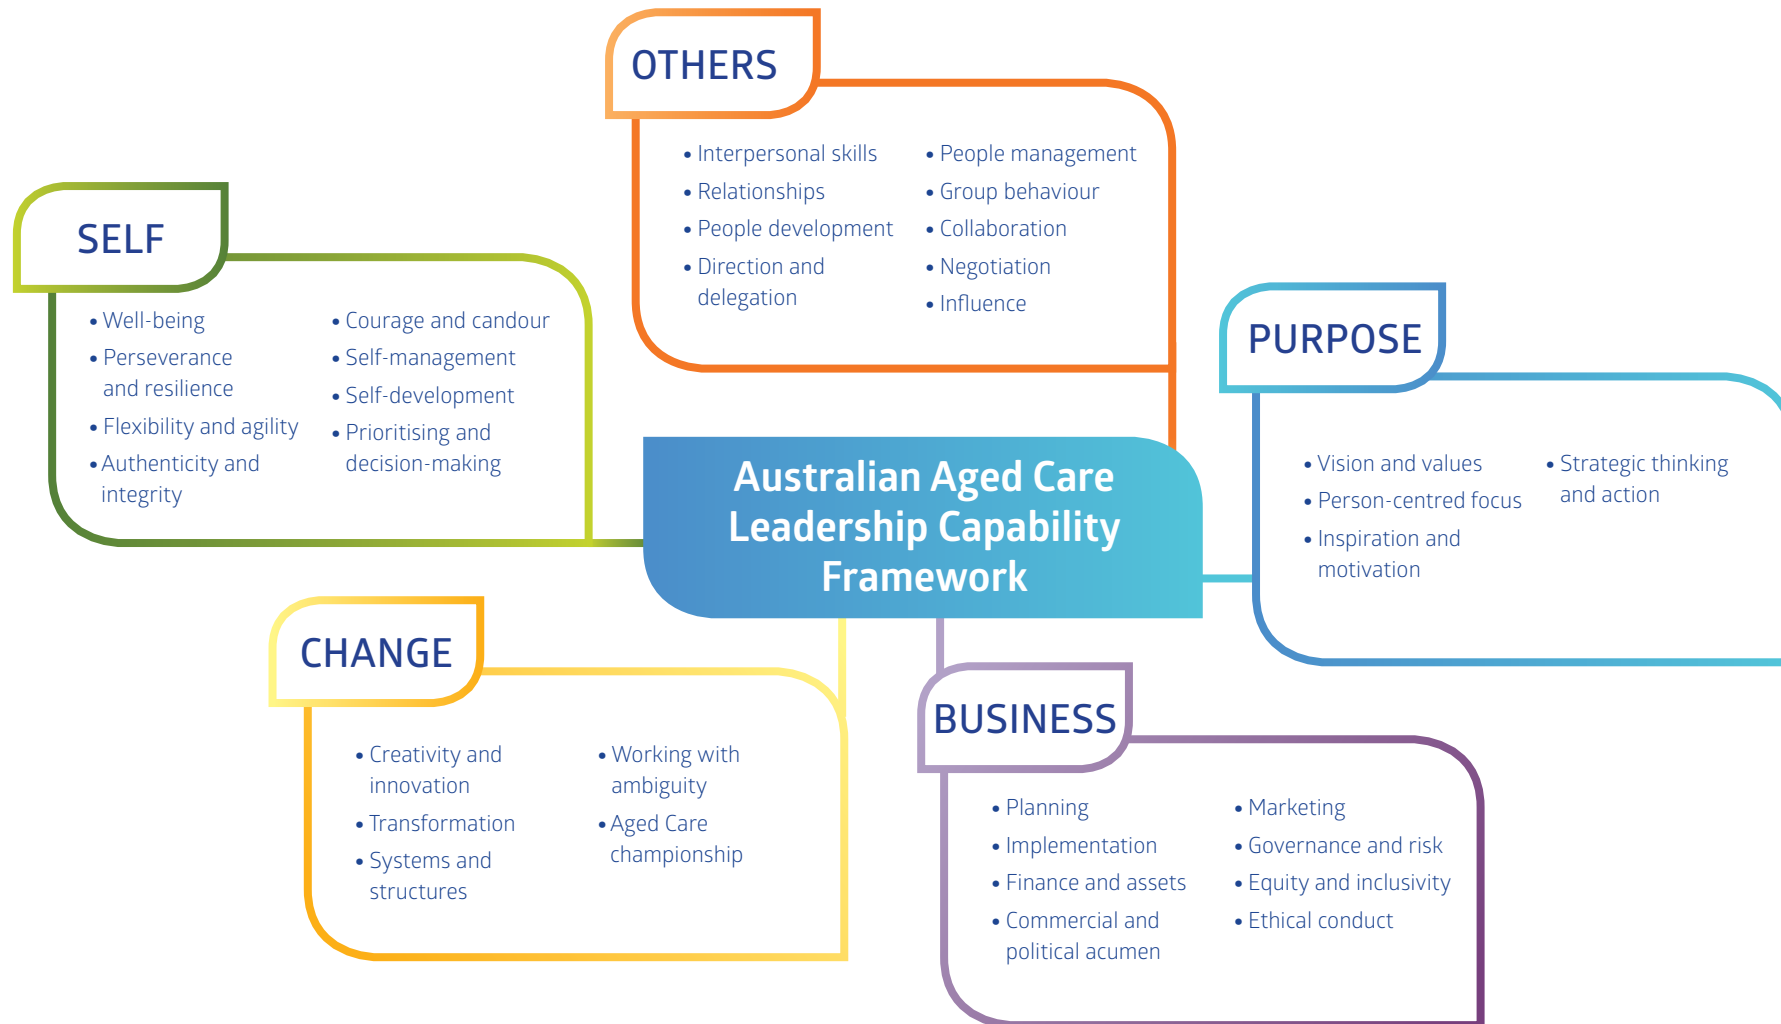 OTHERS
• Interpersonal skills
• Relationships
• People development
• Direction and
delegation
• People management
• Group behaviour
• Collaboration
• Negotiation
• Influence
SELF
• Well-being
• Perseverance
and resilience
• Flexibility and agility
• Authenticity and
integrity
• Courage and candour
• Self-management
• Self-development
• Prioritising and
decision-making
PURPOSE
• Vision and values
• Person-centred focus
• Inspiration and
motivation
• Strategic thinking
and action
Australian Aged Care
Leadership Capability
Framework
CHANGE
• Creativity and
innovation
• Transformation
• Systems and
structures
• Working with
ambiguity
• Aged Care
championship
BUSINESS
• Planning
• Implementation
• Finance and assets
• Commercial and
political acumen
• Marketing
• Governance and risk
• Equity and inclusivity
• Ethical conduct